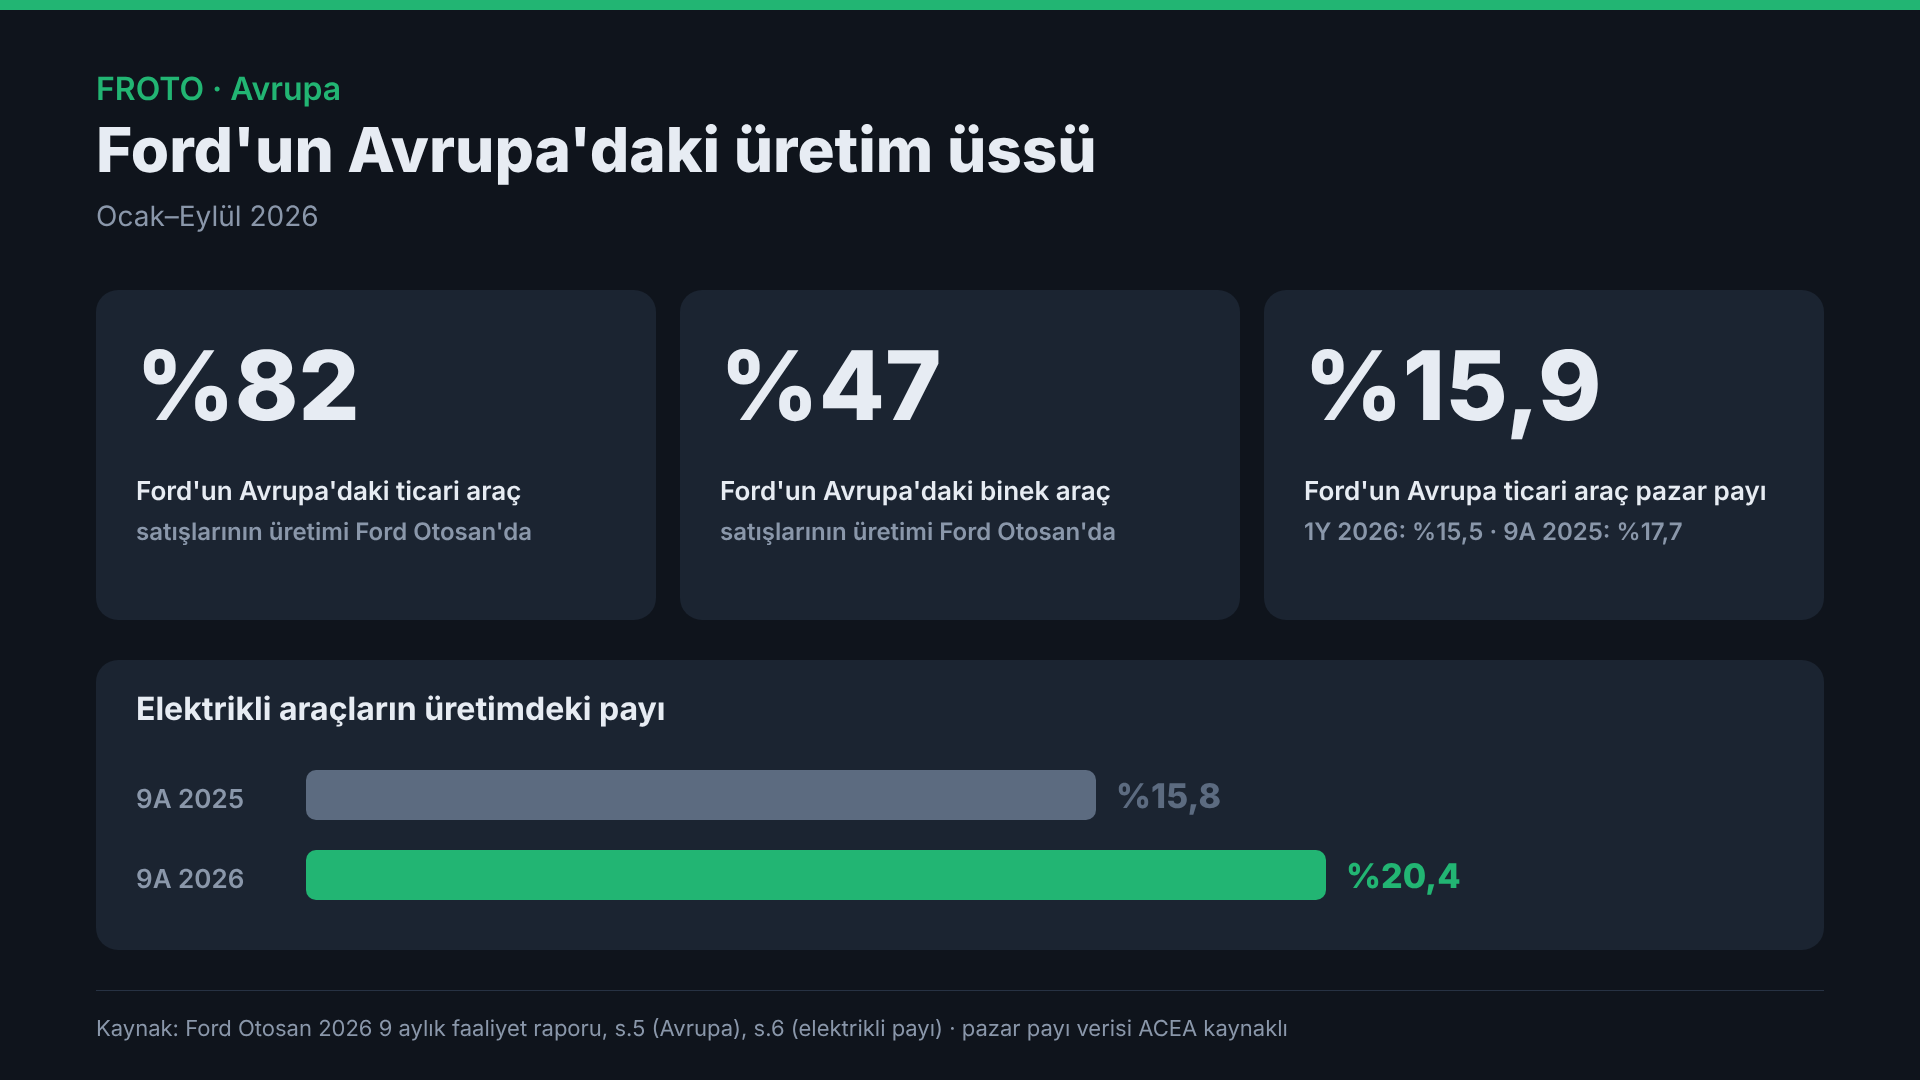 FROTO · Avrupa
Ford'un Avrupa'daki üretim üssü
Ocak–Eylül 2026
%82
Ford'un Avrupa'daki ticari araç
satışlarının üretimi Ford Otosan'da
%47
Ford'un Avrupa'daki binek araç
satışlarının üretimi Ford Otosan'da
%15,9
Ford'un Avrupa ticari araç pazar payı
1Y 2026: %15,5 · 9A 2025: %17,7
Elektrikli araçların üretimdeki payı
9A 2025 %15,8
9A 2026 %20,4
Kaynak: Ford Otosan 2026 9 aylık faaliyet raporu, s.5 (Avrupa), s.6 (elektrikli payı) · pazar payı verisi ACEA kaynaklı